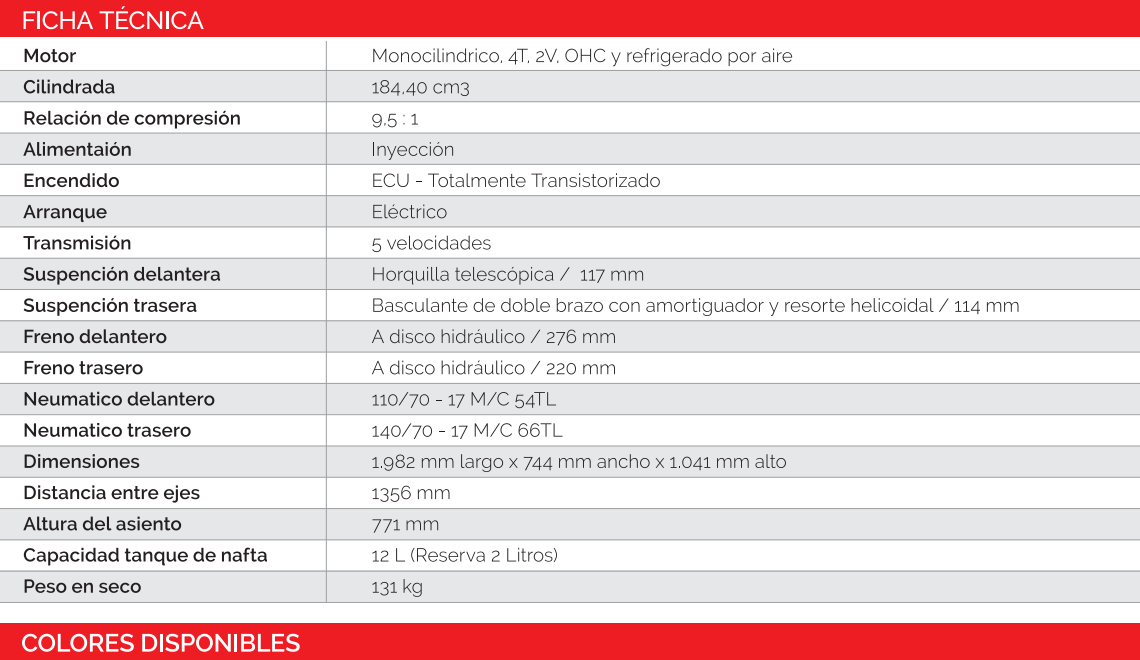 FICHA TÉCNICA
Motor Monocilindrico, 4T, 2V, OHC y refrigerado por aire
Cilindrada 184,40 cm3
Relación de compresión 9,5 : 1
Alimentaión Inyección
Encendido ECU - Totalmente Transistorizado
Arranque Eléctrico
Transmisión 5 velocidades
Suspención delantera Horquilla telescópica / 117 mm
Suspención trasera Basculante de doble brazo con amortiguador y resorte helicoidal / 114 mm
Freno delantero A disco hidráulico / 276 mm
Freno trasero A disco hidráulico / 220 mm
Neumatico delantero 110/70 - 17 M/C 54TL
Neumatico trasero 140/70 - 17 M/C 66TL
Dimensiones 1.982 mm largo x 744 mm ancho x 1.041 mm alto
Distancia entre ejes 1356 mm
Altura del asiento 771 mm
Capacidad tanque de nafta 12 L (Reserva 2 Litros)
Peso en seco 131 kg
COLORES DISPONIBLES